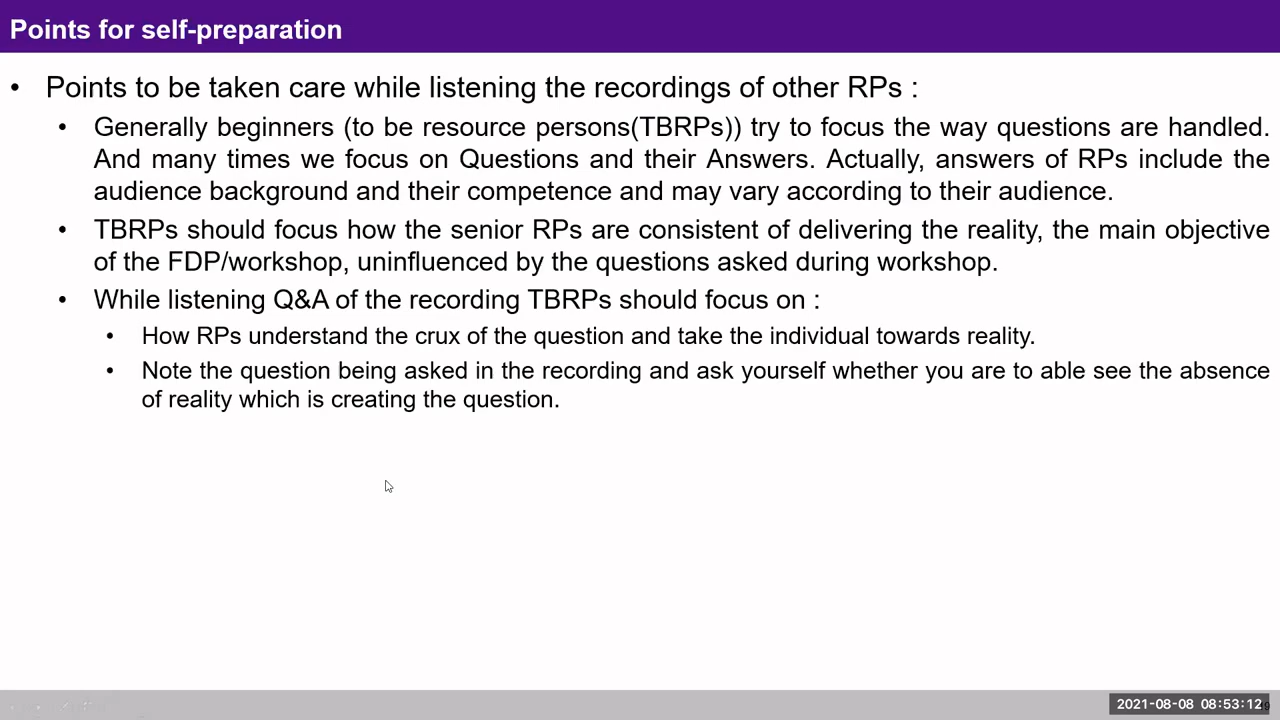 Points for self-preparation
• Points to be taken care while listening the recordings of other RPs :
• Generally beginners (to be resource persons(TBRPs)) try to focus the way questions are handled.
And many times we focus on Questions and their Answers. Actually, answers of RPs include the
audience background and their competence and may vary according to their audience.
• TBRPs should focus how the senior RPs are consistent of delivering the reality, the main objective
of the FDP/workshop, uninfluenced by the questions asked during workshop.
• While listening Q&A of the recording TBRPs should focus on :
• How RPs understand the crux of the question and take the individual towards reality.
• Note the question being asked in the recording and ask yourself whether you are to able see the absence
of reality which is creating the question.
2021-08-08 08:53:12